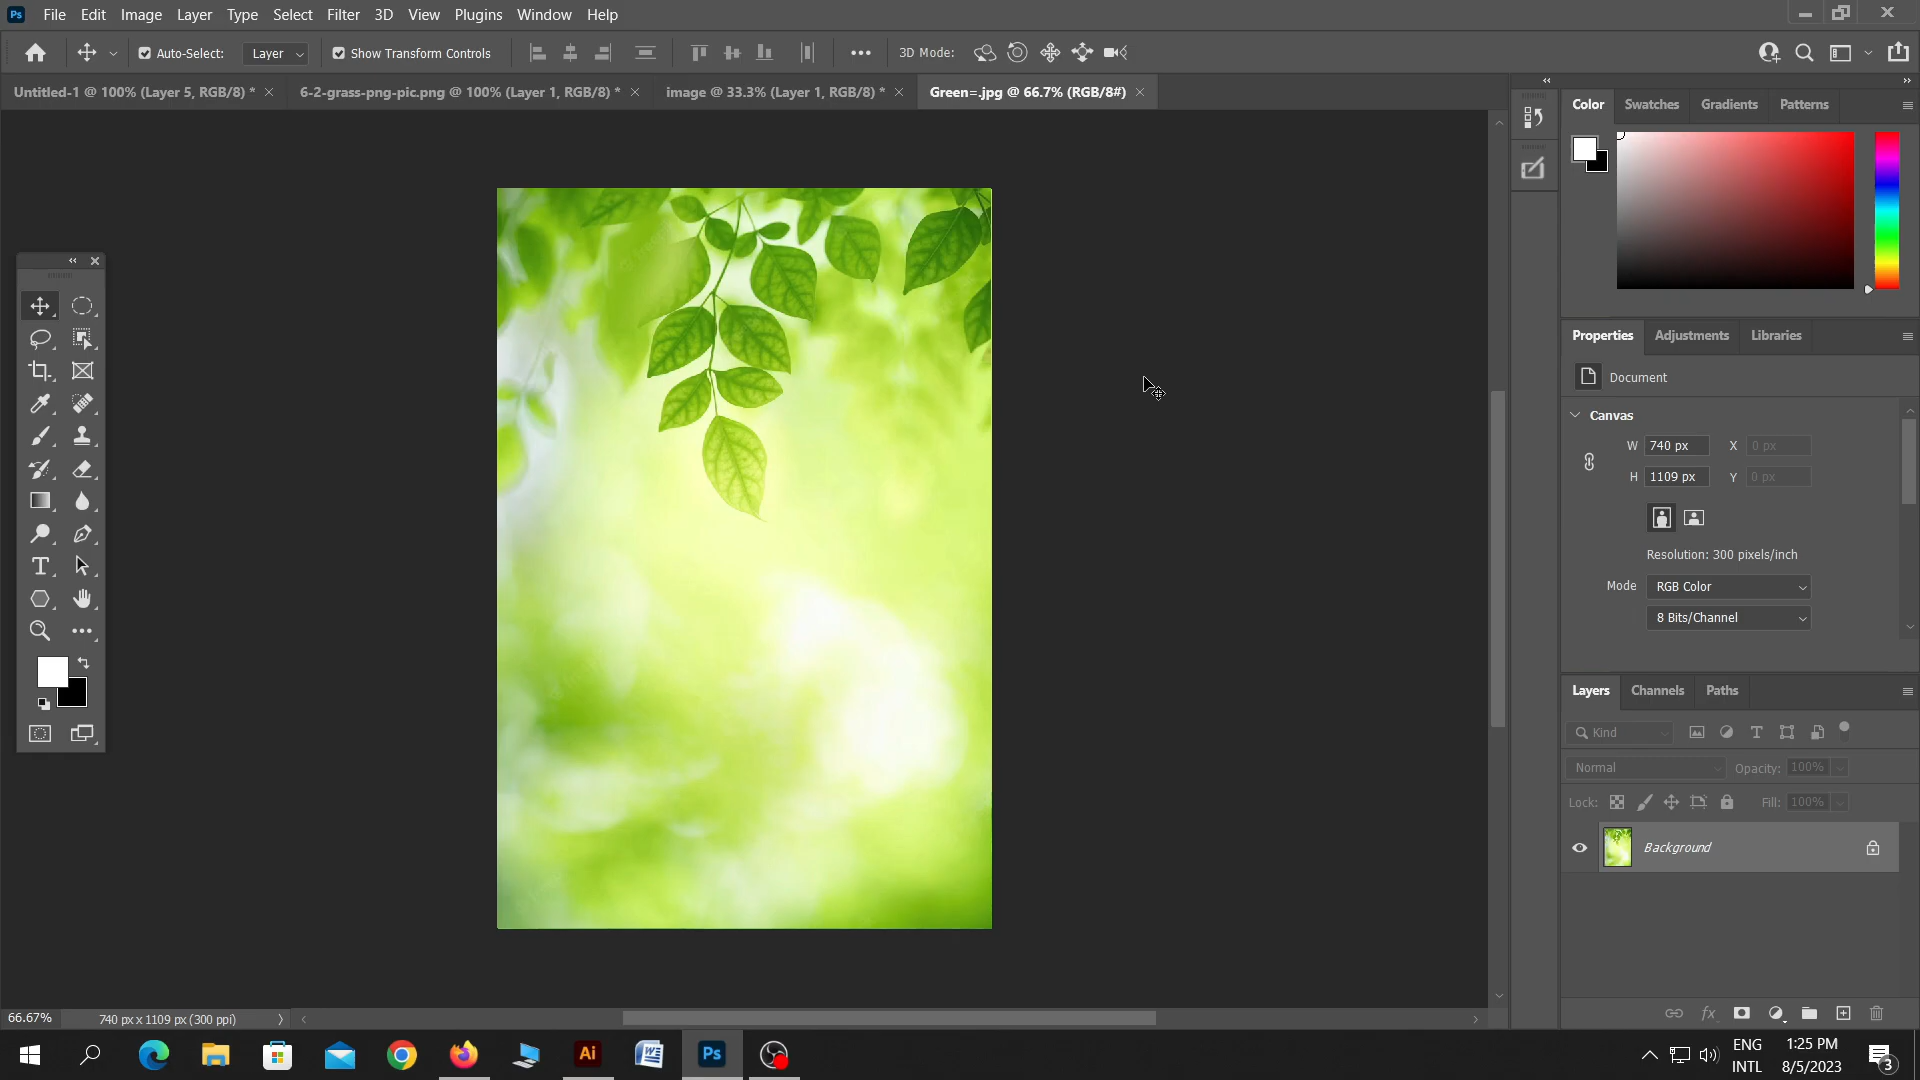 Ps File Edit Image Layer Type Select Filter 3D View Plugins Window Help
Auto-Select: Layer Show Transform Controls 3D Mode:
Untitled-1 @ 100% (Layer 5, RGB/8) * 6-2-grass-png-pic.png @ 100% (Layer 1, RGB/8) * image @ 33.3% (Layer 1, RGB/8) * Green=.jpg @ 66.7% (RGB/8#)
Color Swatches Gradients Patterns
Properties Adjustments Libraries
Document
Canvas
W 740 px X 0 px
H 1109 px Y 0 px
Resolution: 300 pixels/inch
Mode RGB Color
8 Bits/Channel
Layers Channels Paths
Kind
Normal Opacity: 100%
Lock: Fill: 100%
Background
66.67% 740 px x 1109 px (300 ppi)
Ai Ps
ENG 1:25 PM
INTL 8/5/2023 3